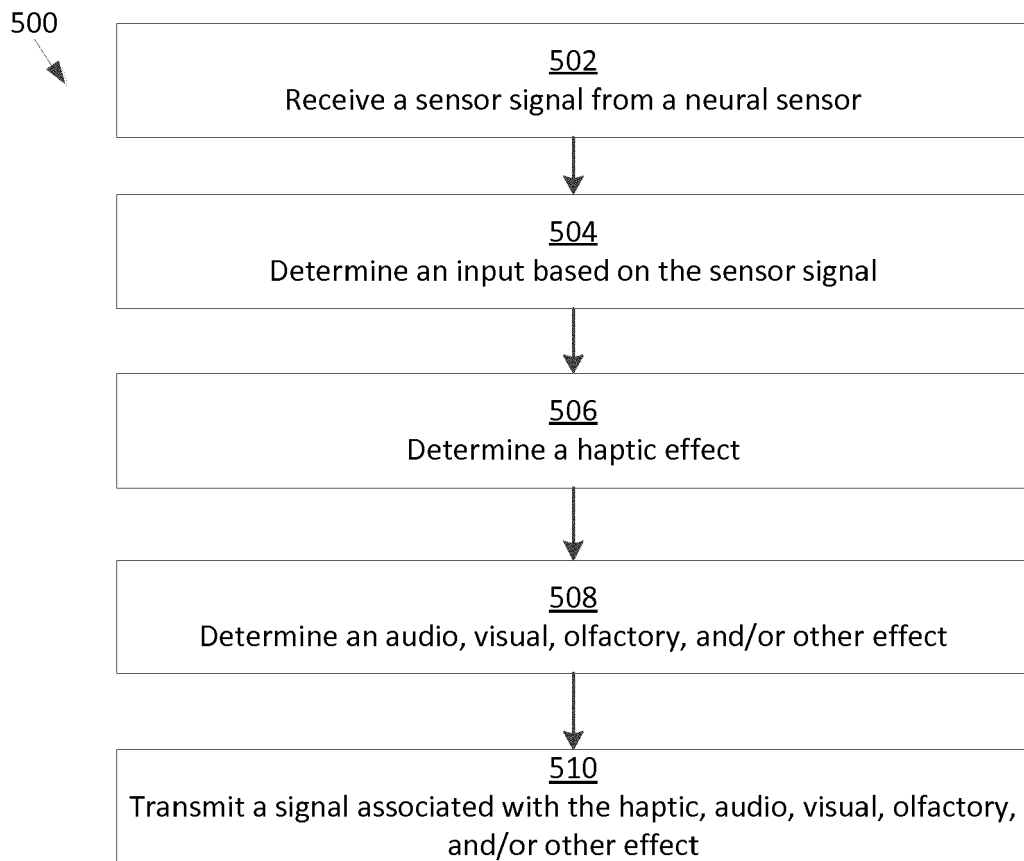 500
502
Receive a sensor signal from a neural sensor
504
Determine an input based on the sensor signal
506
Determine a haptic effect
508
Determine an audio, visual, olfactory, and/or other effect
510
Transmit a signal associated with the haptic, audio, visual, olfactory,
and/or other effect